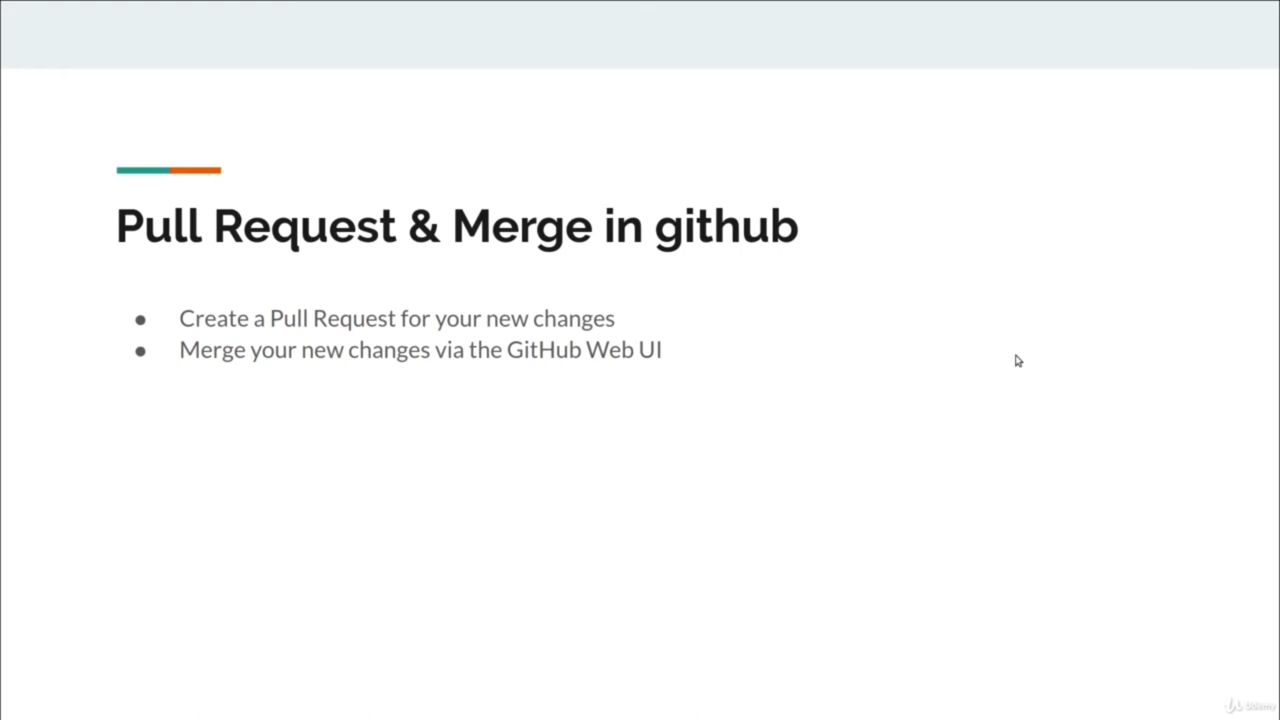 Pull Request & Merge in github
● Create a Pull Request for your new changes
● Merge your new changes via the GitHub Web UI
Udemy